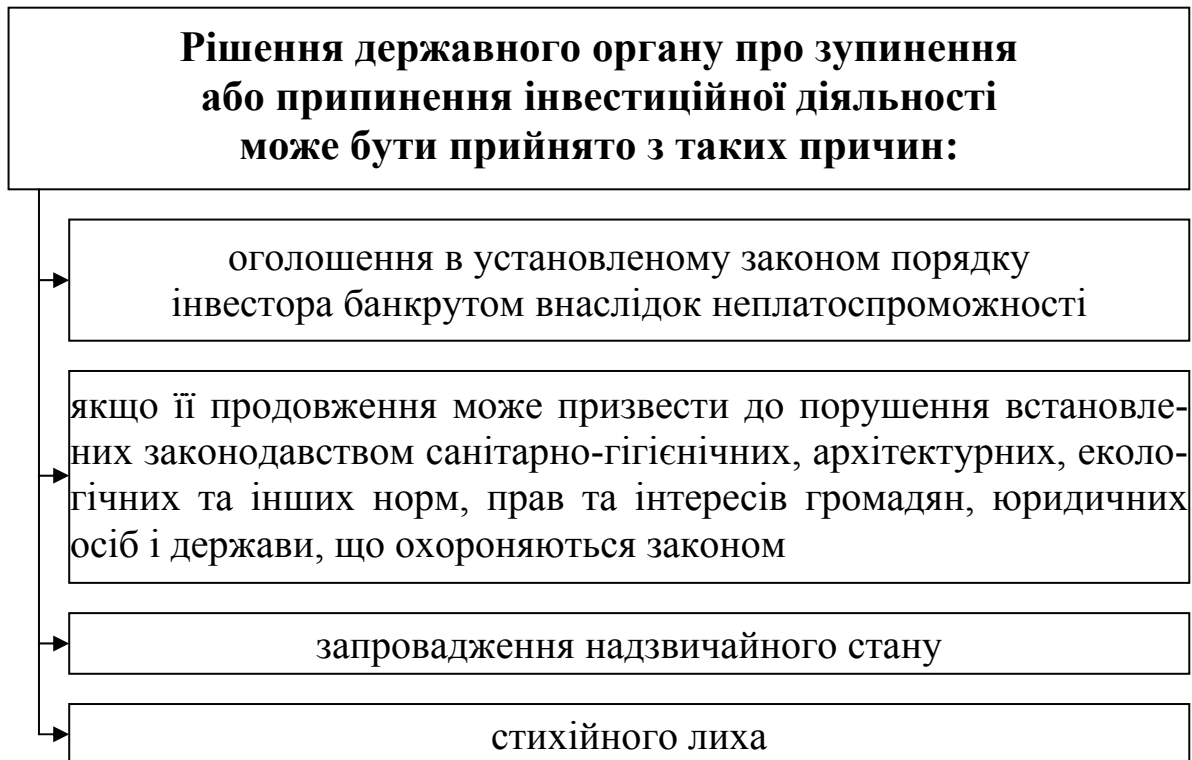 Рішення державного органу про зупинення
або припинення інвестиційної діяльності
може бути прийнято з таких причин:
оголошення в установленому законом порядку
інвестора банкрутом внаслідок неплатоспроможності
якщо її продовження може призвести до порушення встановле-
них законодавством санітарно-гігієнічних, архітектурних, еколо-
гічних та інших норм, прав та інтересів громадян, юридичних
осіб і держави, що охороняються законом
запровадження надзвичайного стану
стихійного лиха